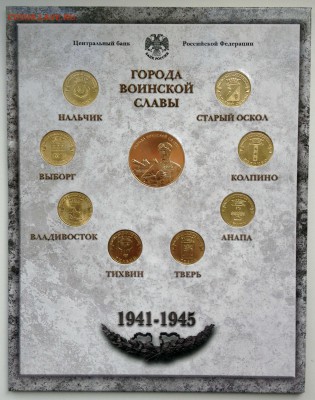 Центральный банк Российской Федерации
ГОРОДА
ВОИНСКОЙ
СЛАВЫ
НАЛЬЧИК СТАРЫЙ ОСКОЛ
ВЫБОРГ КОЛПИНО
ВЛАДИВОСТОК АНАПА
ТИХВИН ТВЕРЬ
1941-1945